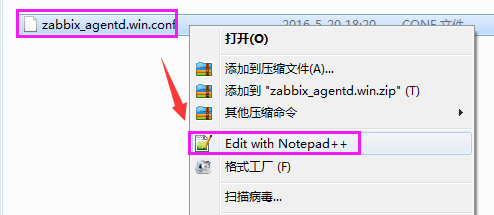 zabbix_agentd.win.conf 2016-5-20 18:20 CONF 文件
打开(O)
添加到压缩文件(A)...
添加到 "zabbix_agentd.win.zip" (T)
其他压缩命令
Edit with Notepad++
格式工厂 (F)
扫描病毒...